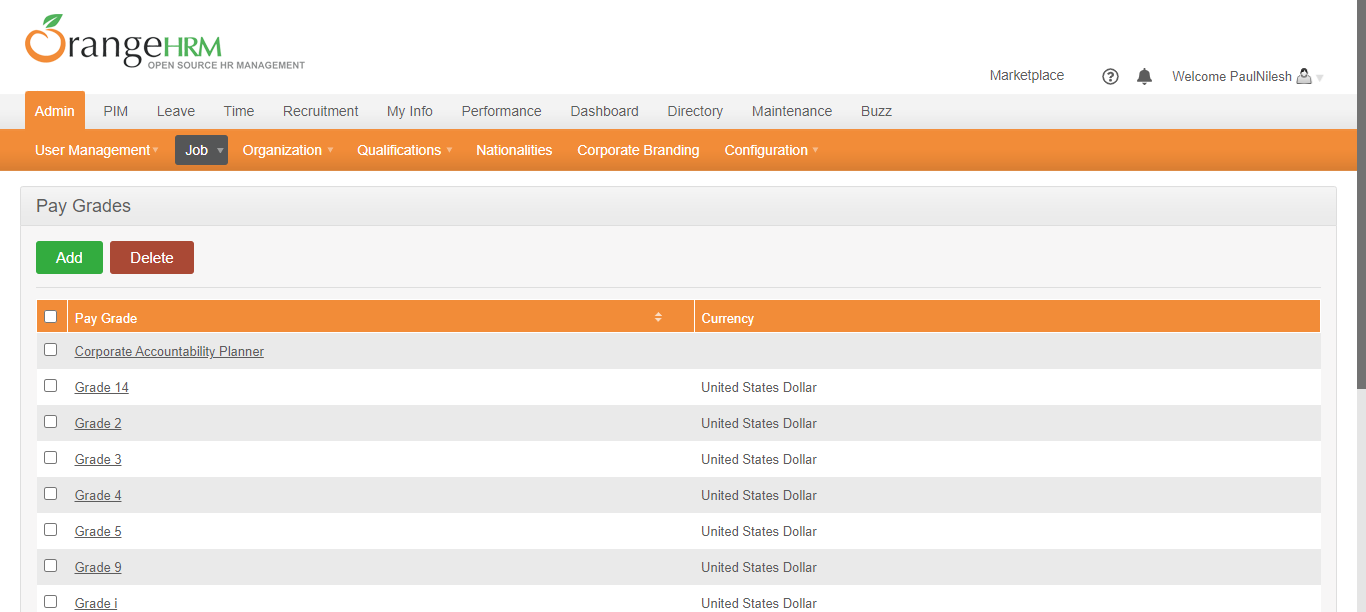 OrangeHRM
OPEN SOURCE HR MANAGEMENT
Marketplace ? Welcome PaulNilesh
Admin PIM Leave Time Recruitment My Info Performance Dashboard Directory Maintenance Buzz
User Management Job Organization Qualifications Nationalities Corporate Branding Configuration
Pay Grades
Add Delete
Pay Grade Currency
Corporate Accountability Planner
Grade 14 United States Dollar
Grade 2 United States Dollar
Grade 3 United States Dollar
Grade 4 United States Dollar
Grade 5 United States Dollar
Grade 9 United States Dollar
Grade i United States Dollar